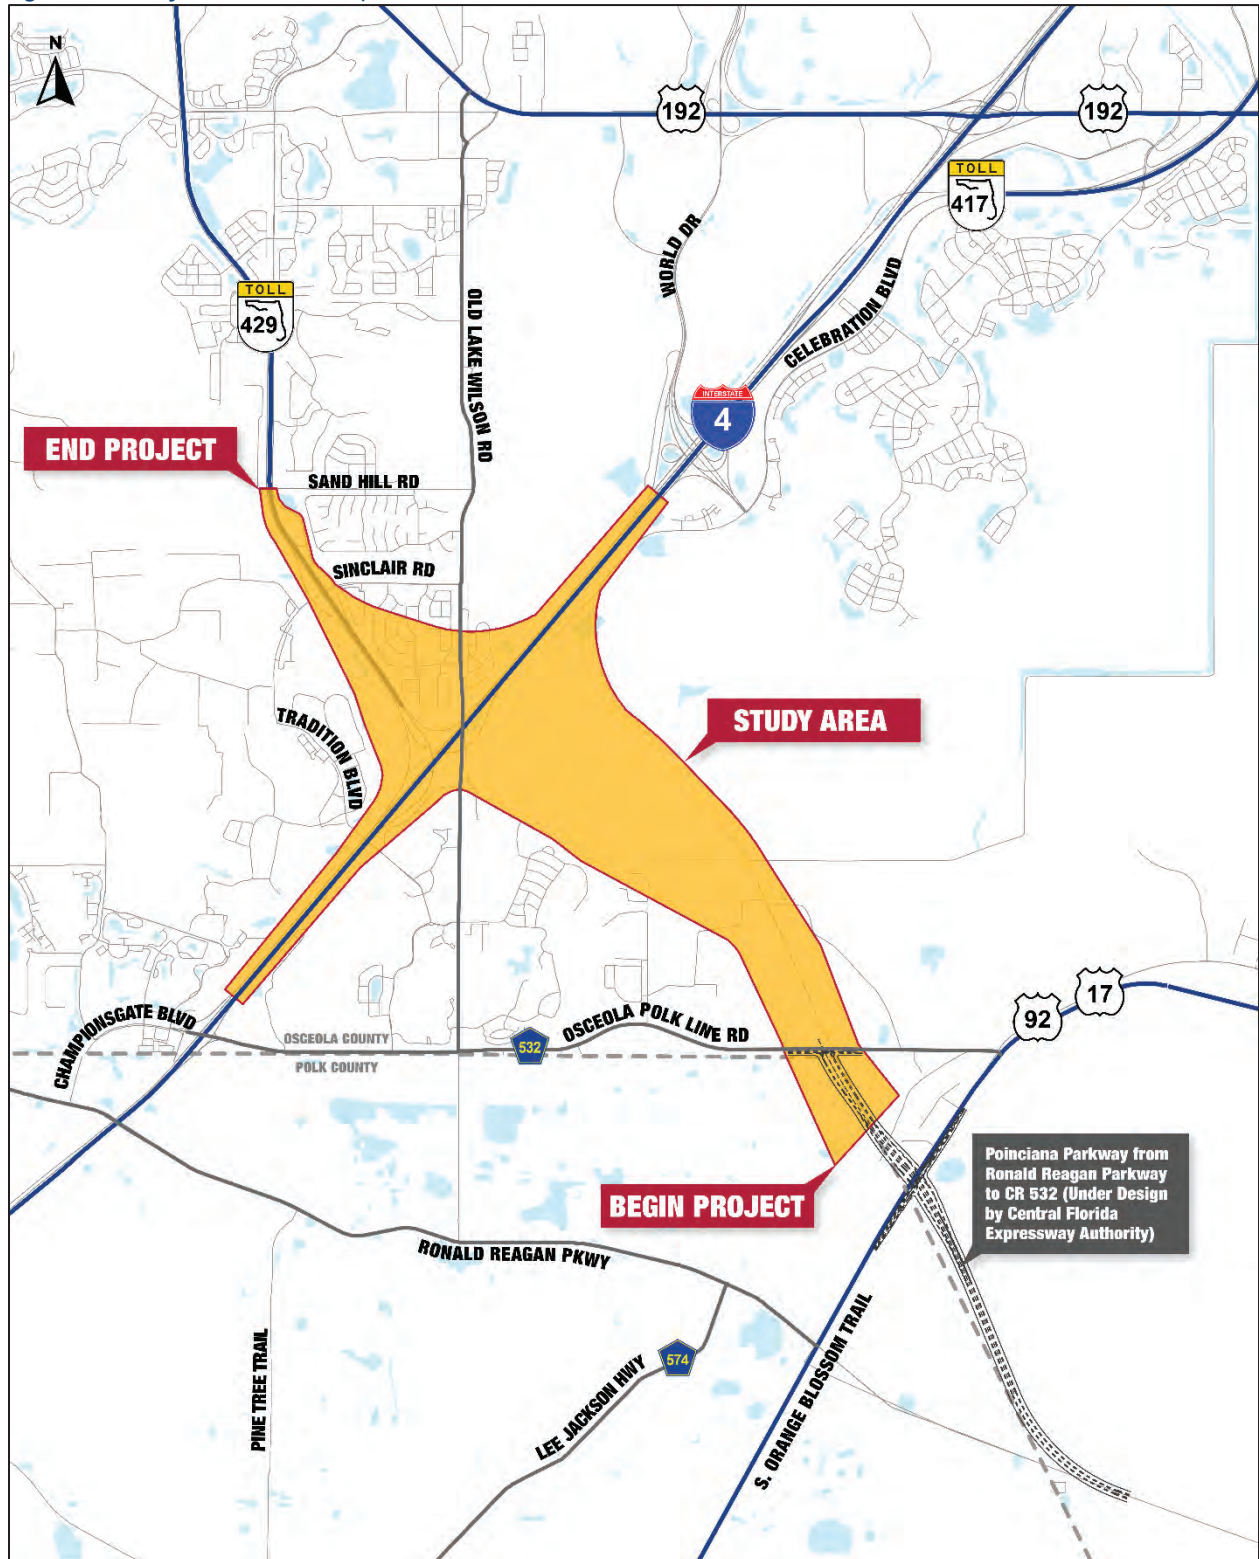 N
192
192
TOLL
417
WORLD DR
CELEBRATION BLVD
TOLL
429
OLD LAKE WILSON RD
INTERSTATE
4
END PROJECT
SAND HILL RD
SINCLAIR RD
STUDY AREA
TRADITION BLVD
17
92
CHAMPIONSGATE BLVD
OSCEOLA COUNTY
POLK COUNTY
532
OSCEOLA POLK LINE RD
Poinciana Parkway from
Ronald Reagan Parkway
to CR 532 (Under Design
by Central Florida
Expressway Authority)
BEGIN PROJECT
RONALD REAGAN PKWY
PINE TREE TRAIL
574
LEE JACKSON HWY
S. ORANGE BLOSSOM TRAIL